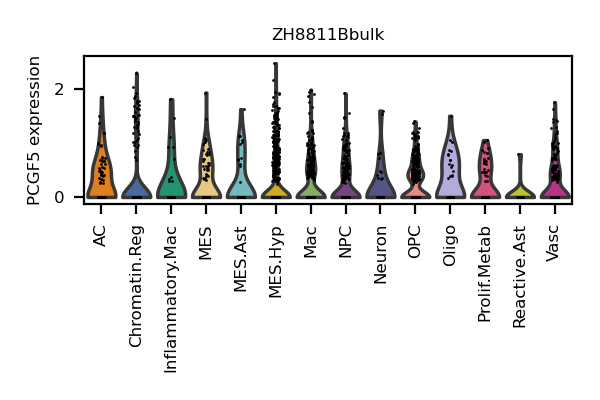 ZH8811Bbulk
PCGF5 expression
2
0
AC
Chromatin.Reg
Inflammatory.Mac
MES
MES.Ast
MES.Hyp
Mac
NPC
Neuron
OPC
Oligo
Prolif.Metab
Reactive.Ast
Vasc